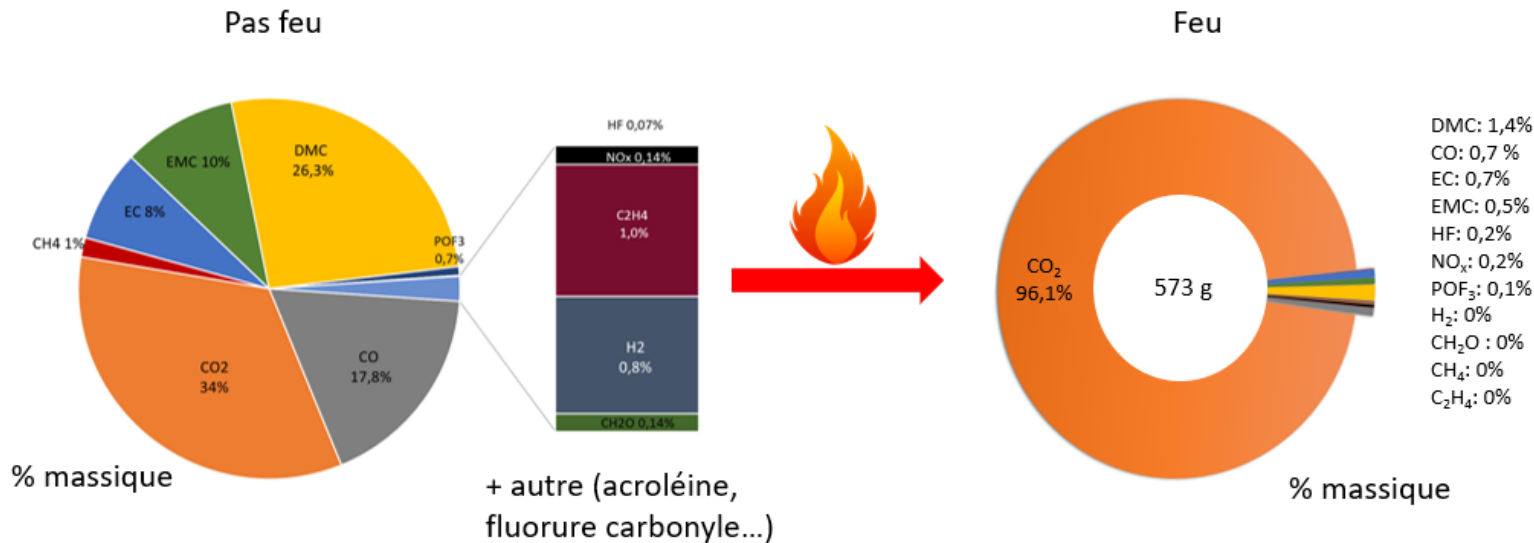 Pas feu
Feu
EMC 10%
DMC
26,3%
EC 8%
CH4 1%
POF3
0,7%
CO2
34%
CO
17,8%
HF 0,07%
NOx 0,14%
C2H4
1,0%
H2
0,8%
CH2O 0,14%
% massique
+ autre (acroléine,
fluorure carbonyle...)
CO₂
96,1%
573 g
DMC: 1,4%
CO: 0,7 %
EC: 0,7%
EMC: 0,5%
HF: 0,2%
NOₓ: 0,2%
POF₃: 0,1%
H₂: 0%
CH₂O : 0%
CH₄: 0%
C₂H₄: 0%
% massique